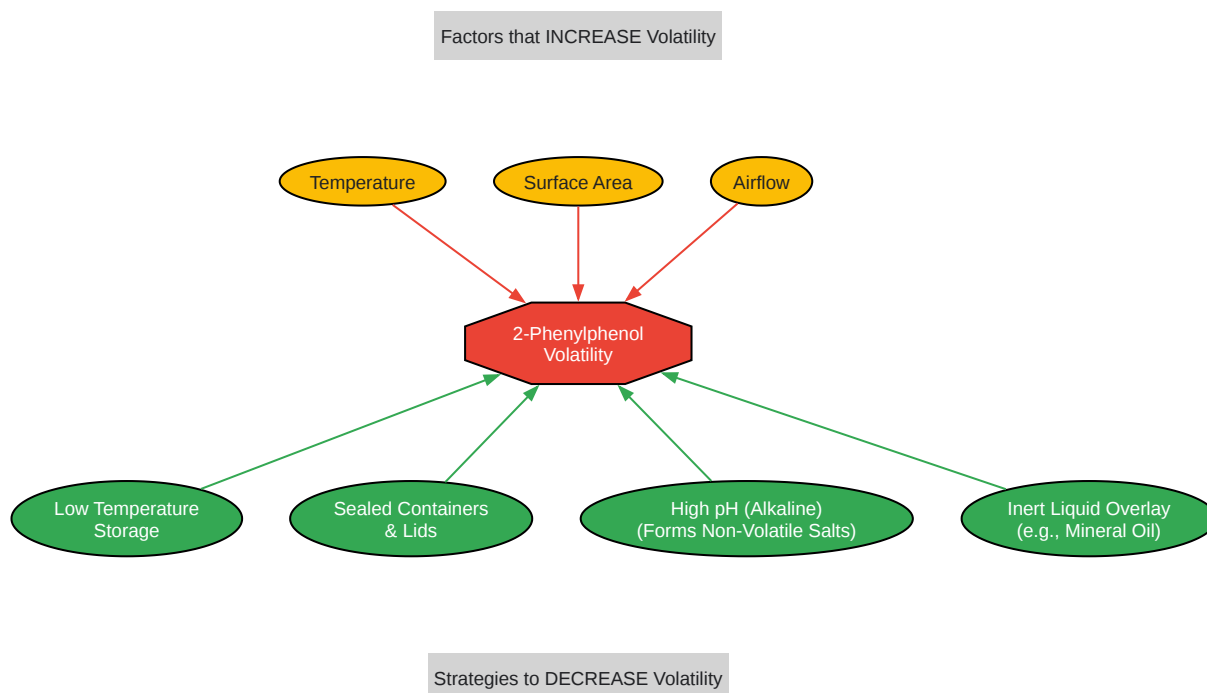 Factors that INCREASE Volatility
Temperature
Surface Area
Airflow
2-Phenylphenol
Volatility
Low Temperature
Storage
Sealed Containers
& Lids
High pH (Alkaline)
(Forms Non-Volatile Salts)
Inert Liquid Overlay
(e.g., Mineral Oil)
Strategies to DECREASE Volatility